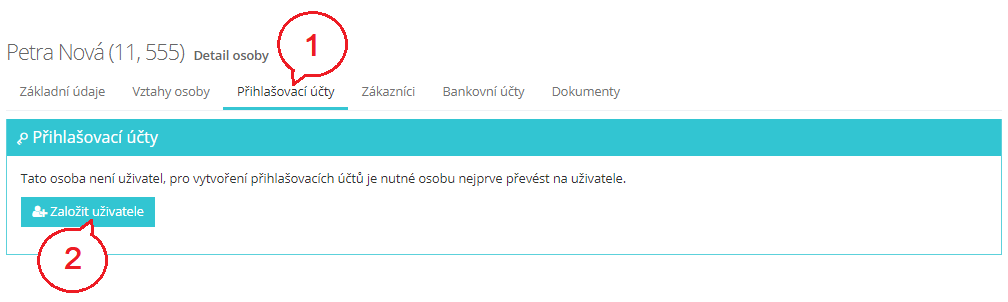 1
Petra Nová (11, 555) Detail osoby
Základní údaje Vztahy osoby Přihlašovací účty Zákazníci Bankovní účty Dokumenty
Přihlašovací účty
Tato osoba není uživatel, pro vytvoření přihlašovacích účtů je nutné osobu nejprve převést na uživatele.
Založit uživatele
2